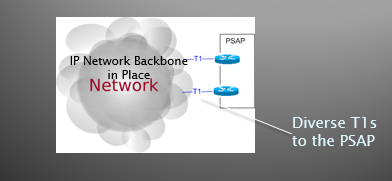 PSAP
IP Network Backbone
in Place
Network
T1
T1
Diverse T1s
to the PSAP